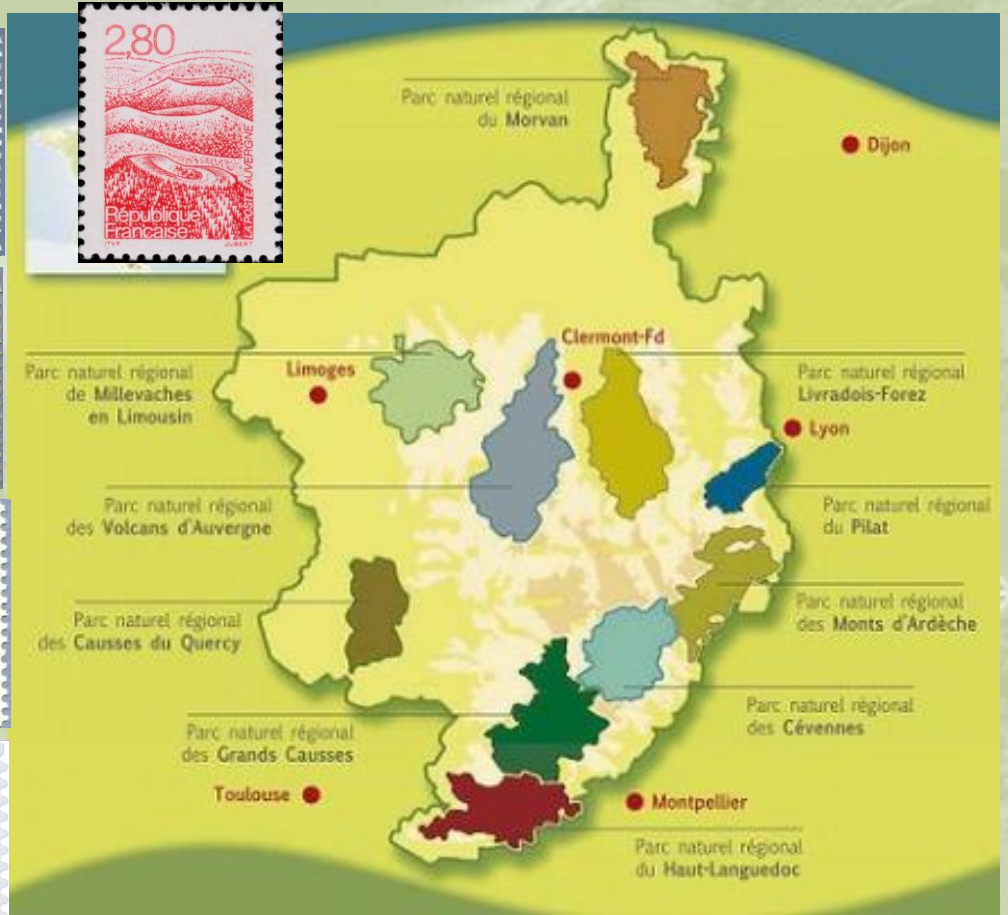 2,80
République
Française
LA POSTE AUVERGNE
ITVF
JUBERT
Parc naturel régional
du Morvan
Dijon
Clermont-Fd
Limoges
Parc naturel régional
de Millevaches
en Limousin
Parc naturel régional
Livradois-Forez
Lyon
Parc naturel régional
des Volcans d'Auvergne
Parc naturel régional
du Pilat
Parc naturel régional
des Causses du Quercy
Parc naturel régional
des Monts d'Ardèche
Parc naturel régional
des Cévennes
Parc naturel régional
des Grands Causses
Toulouse
Montpellier
Parc naturel régional
du Haut-Languedoc